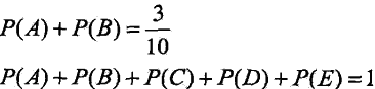 P(A) + P(B) = 3/10
P(A) + P(B) + P(C) + P(D) + P(E) = 1